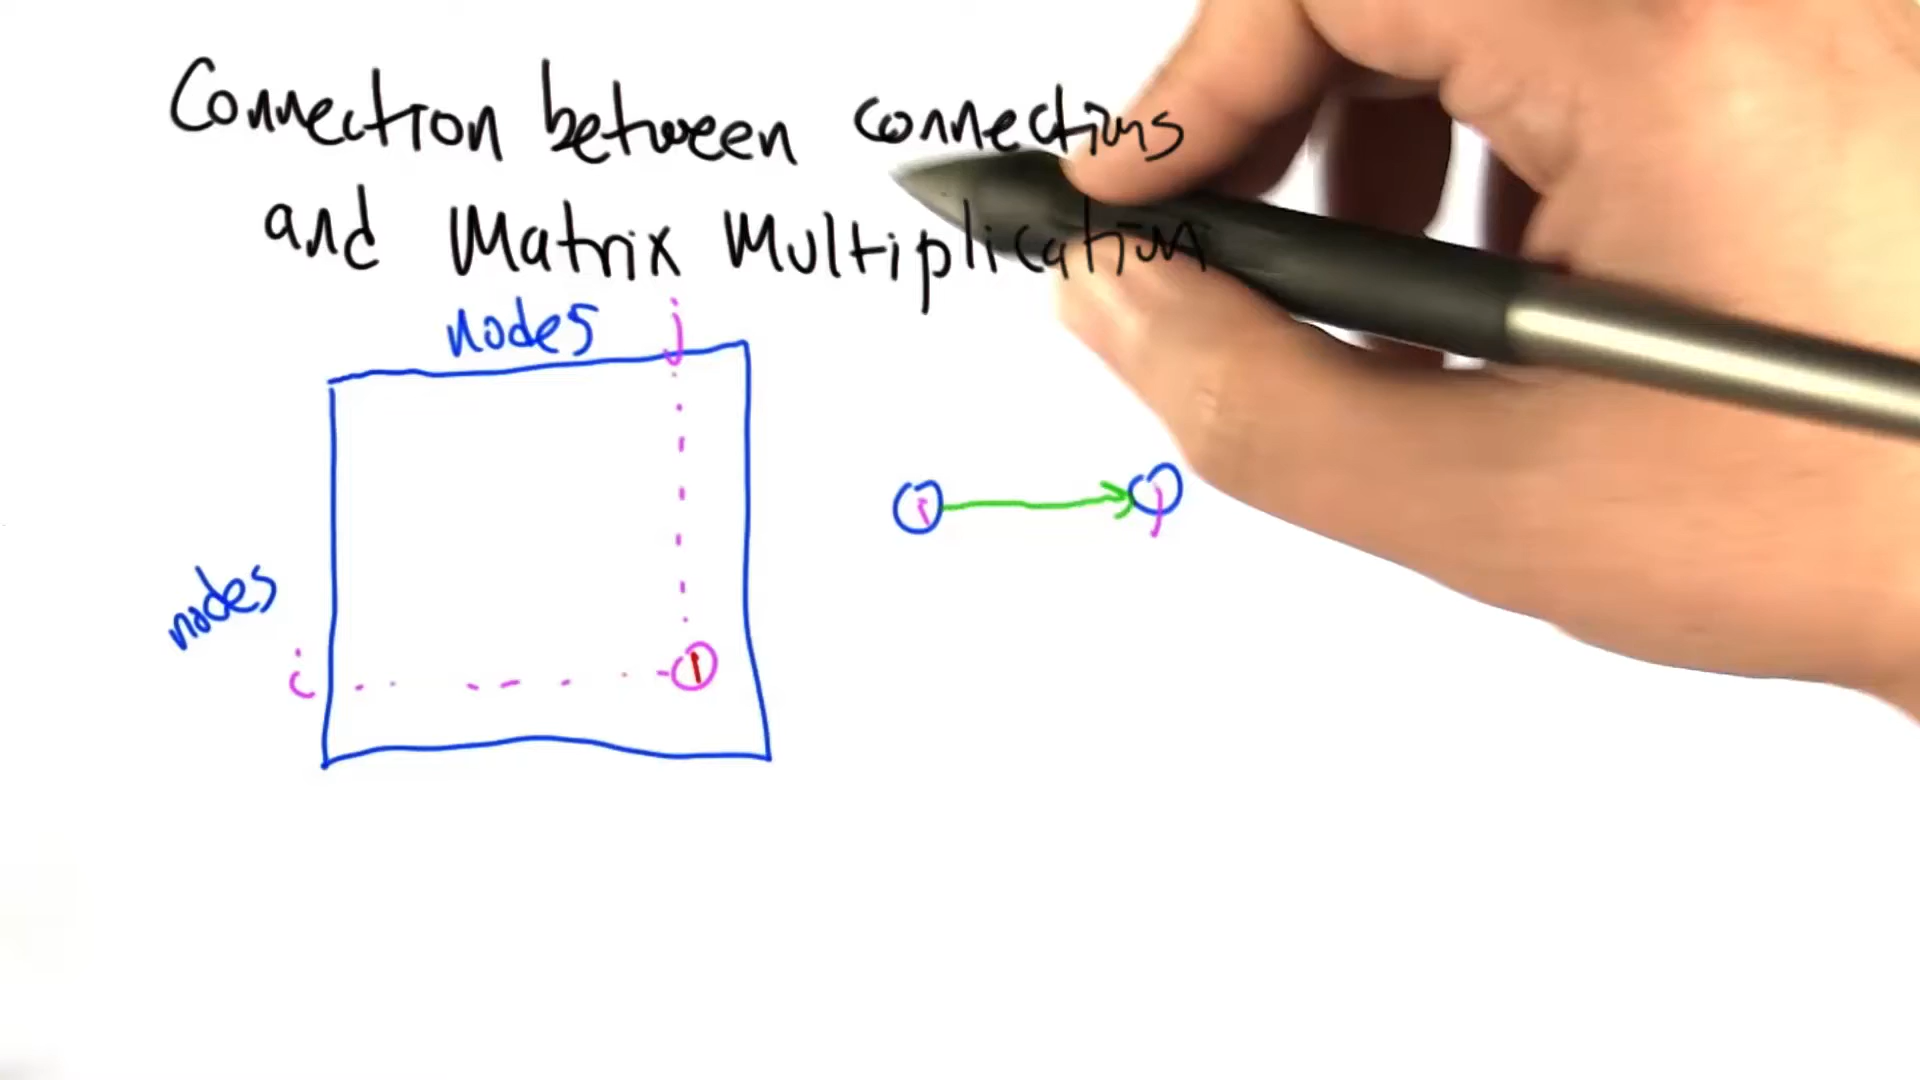 Connection between connections
and Matrix Multiplication
nodes j
nodes
i 1
i j